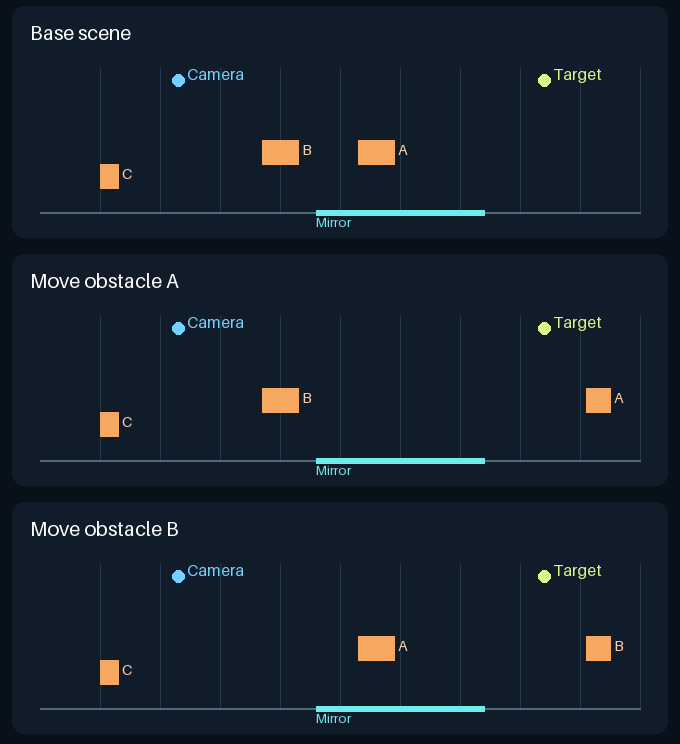 Base scene
Camera
Target
B
A
C
Mirror
Move obstacle A
Camera
Target
B
A
C
Mirror
Move obstacle B
Camera
Target
A
B
C
Mirror